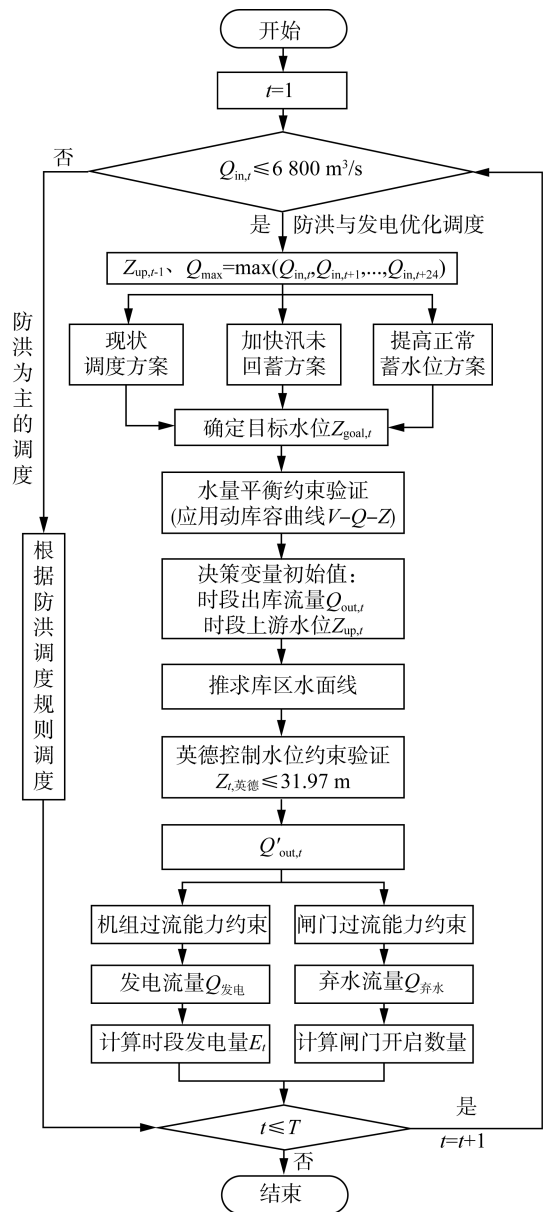 开始
t=1
否
Q_in,t≤6 800 m³/s
是
防洪与发电优化调度
Z_up,t-1、Q_max=max(Q_in,t,Q_in,t+1,...,Q_in,t+24)
现状
调度方案
加快汛末
回蓄方案
提高正常
蓄水位方案
防洪为主的调度
确定目标水位Z_goal,t
水量平衡约束验证
(应用动库容曲线V-Q-Z)
决策变量初始值：
时段出库流量Q_out,t
时段上游水位Z_up,t
根据防洪调度规则调度
推求库区水面线
英德控制水位约束验证
Z_t,英德≤31.97 m
Q′_out,t
机组过流能力约束
闸门过流能力约束
发电流量Q_发电
弃水流量Q_弃水
计算时段发电量E_t
计算闸门开启数量
t≤T
是
t=t+1
否
结束